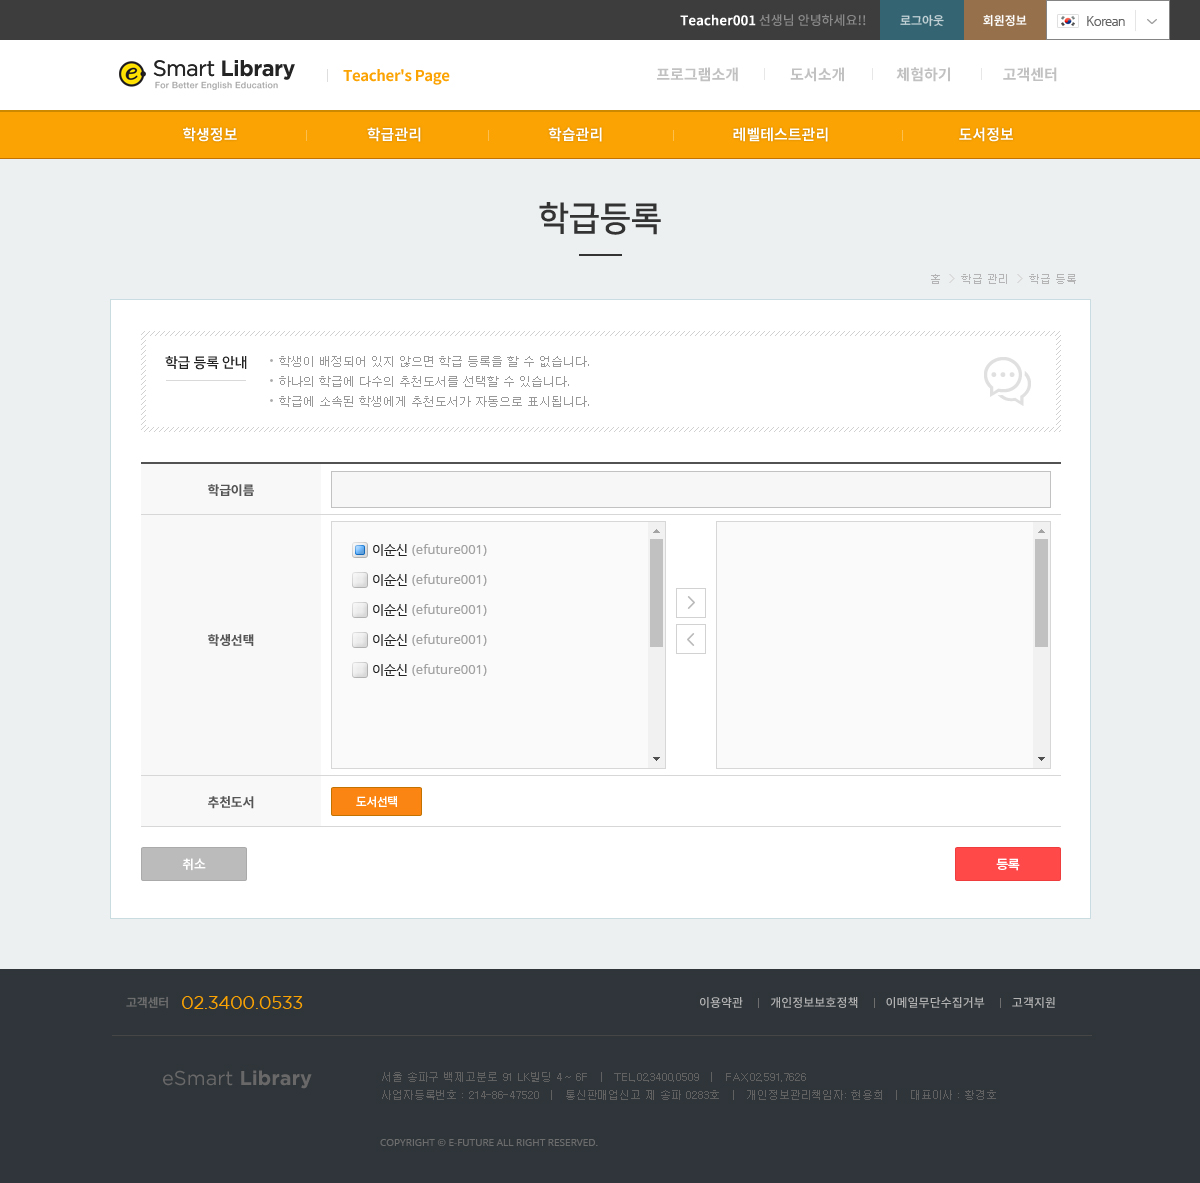 Teacher001 선생님 안녕하세요!! 로그아웃 회원정보 Korean
e Smart Library Teacher's Page 프로그램소개 도서소개 체험하기 고객센터
For Better English Education
학생정보 학급관리 학습관리 레벨테스트관리 도서정보
학급등록
홈 > 학급 관리 > 학급 등록
학급 등록 안내
• 학생이 배정되어 있지 않으면 학급 등록을 할 수 없습니다.
• 하나의 학급에 다수의 추천도서를 선택할 수 있습니다.
• 학급에 소속된 학생에게 추천도서가 자동으로 표시됩니다.
학급이름
학생선택
이순신 (efuture001)
이순신 (efuture001)
이순신 (efuture001)
이순신 (efuture001)
이순신 (efuture001)
추천도서 도서선택
취소 등록
고객센터 02.3400.0533 이용약관 | 개인정보보호정책 | 이메일무단수집거부 | 고객지원
eSmart Library
서울 송파구 백제고분로 91 LK빌딩 4 ~ 6F | TEL.02.3400.0509 | FAX.02.591.7626
사업자등록번호 : 214-86-47520 | 통신판매업신고 제 송파 0283호 | 개인정보관리책임자: 현용희 | 대표이사 : 황경호
COPYRIGHT © E-FUTURE ALL RIGHT RESERVED.